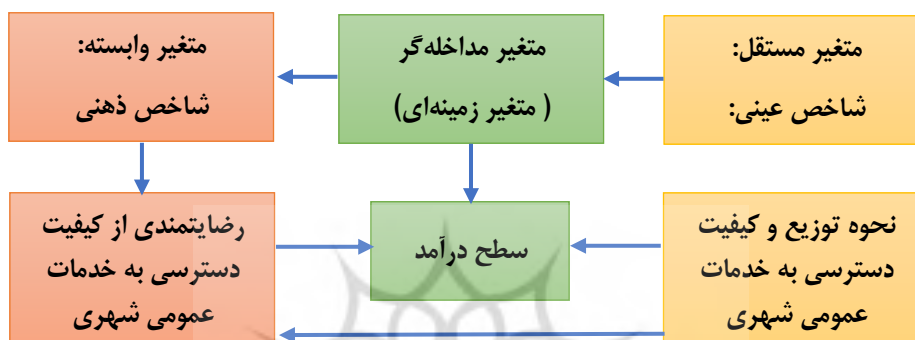 متغیر مستقل:
شاخص عینی:
متغیر مداخله‌گر
( متغیر زمینه‌ای)
متغیر وابسته:
شاخص ذهنی
نحوه توزیع و کیفیت
دسترسی به خدمات
عمومی شهری
سطح درآمد
رضایتمندی از کیفیت
دسترسی به خدمات
عمومی شهری